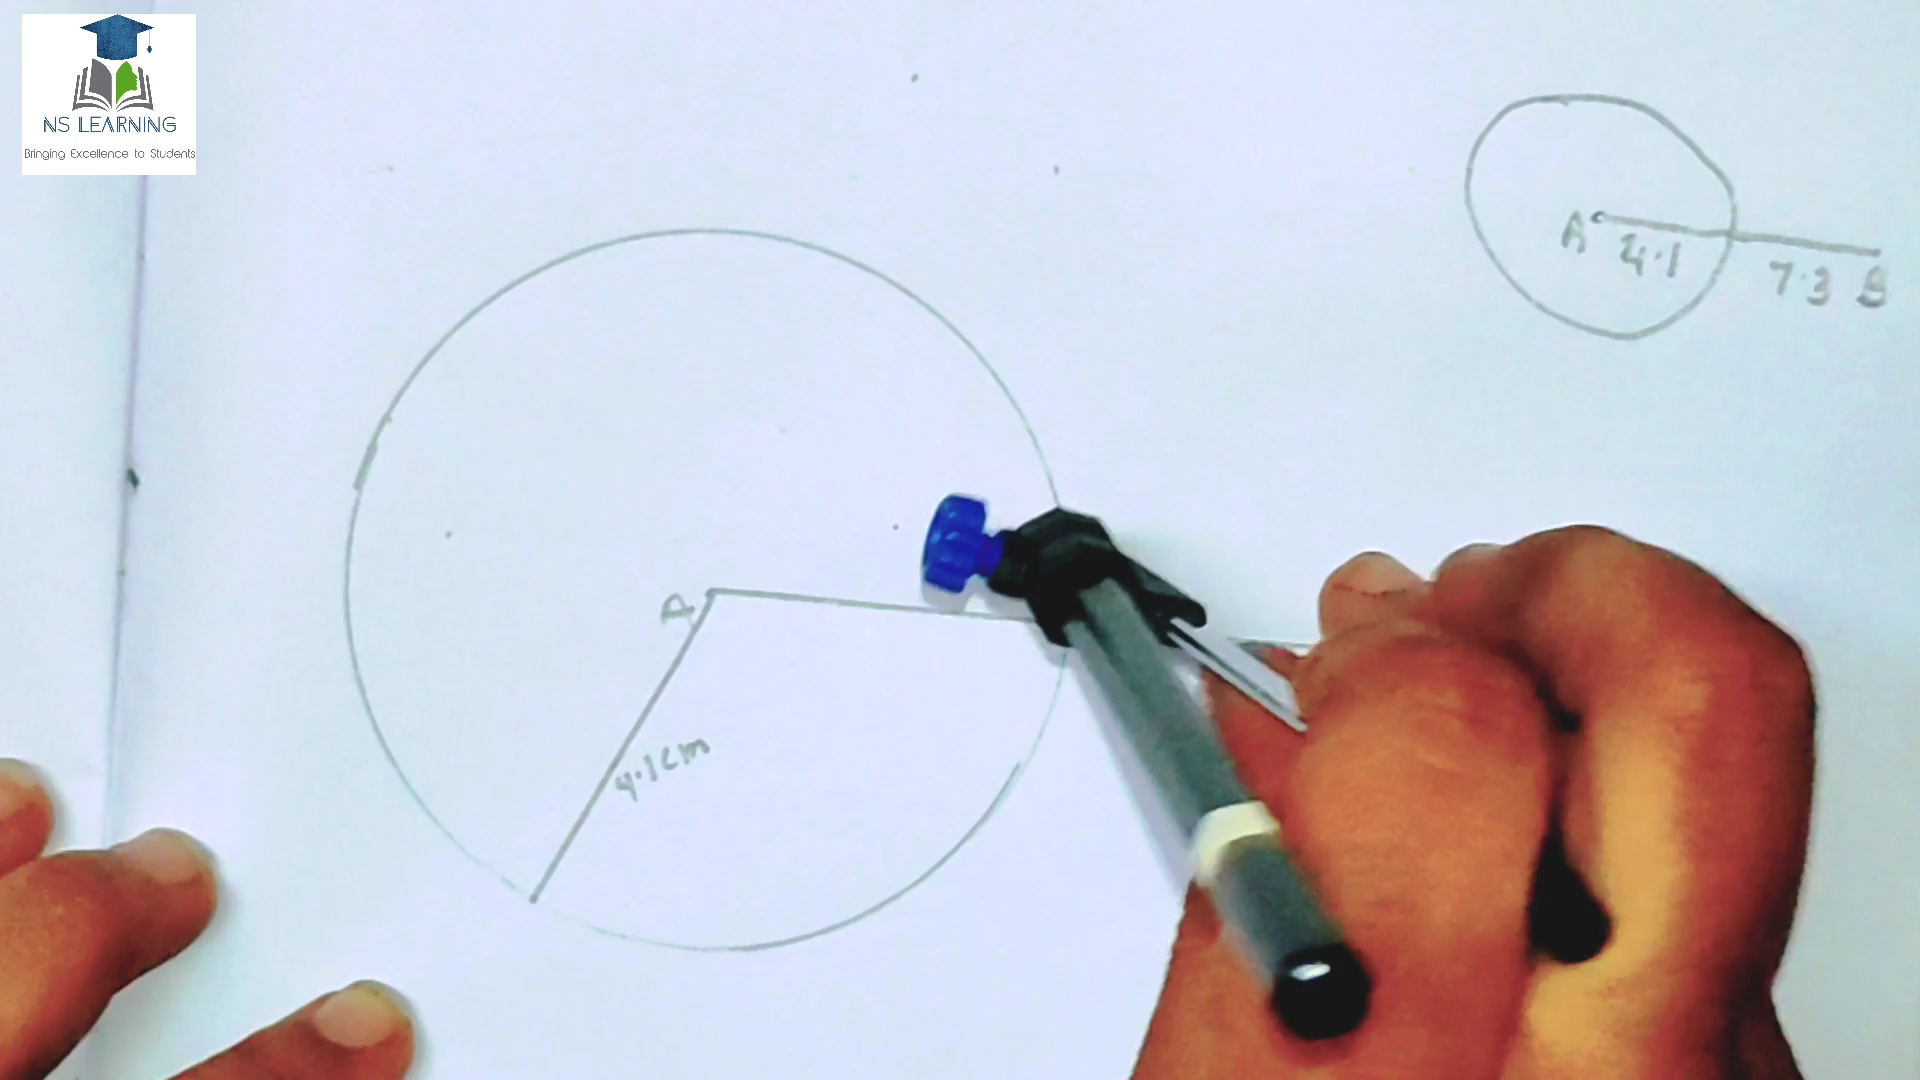 NS LEARNING
Bringing Excellence to Students
A 4.1
7.3 B
A
4.1cm